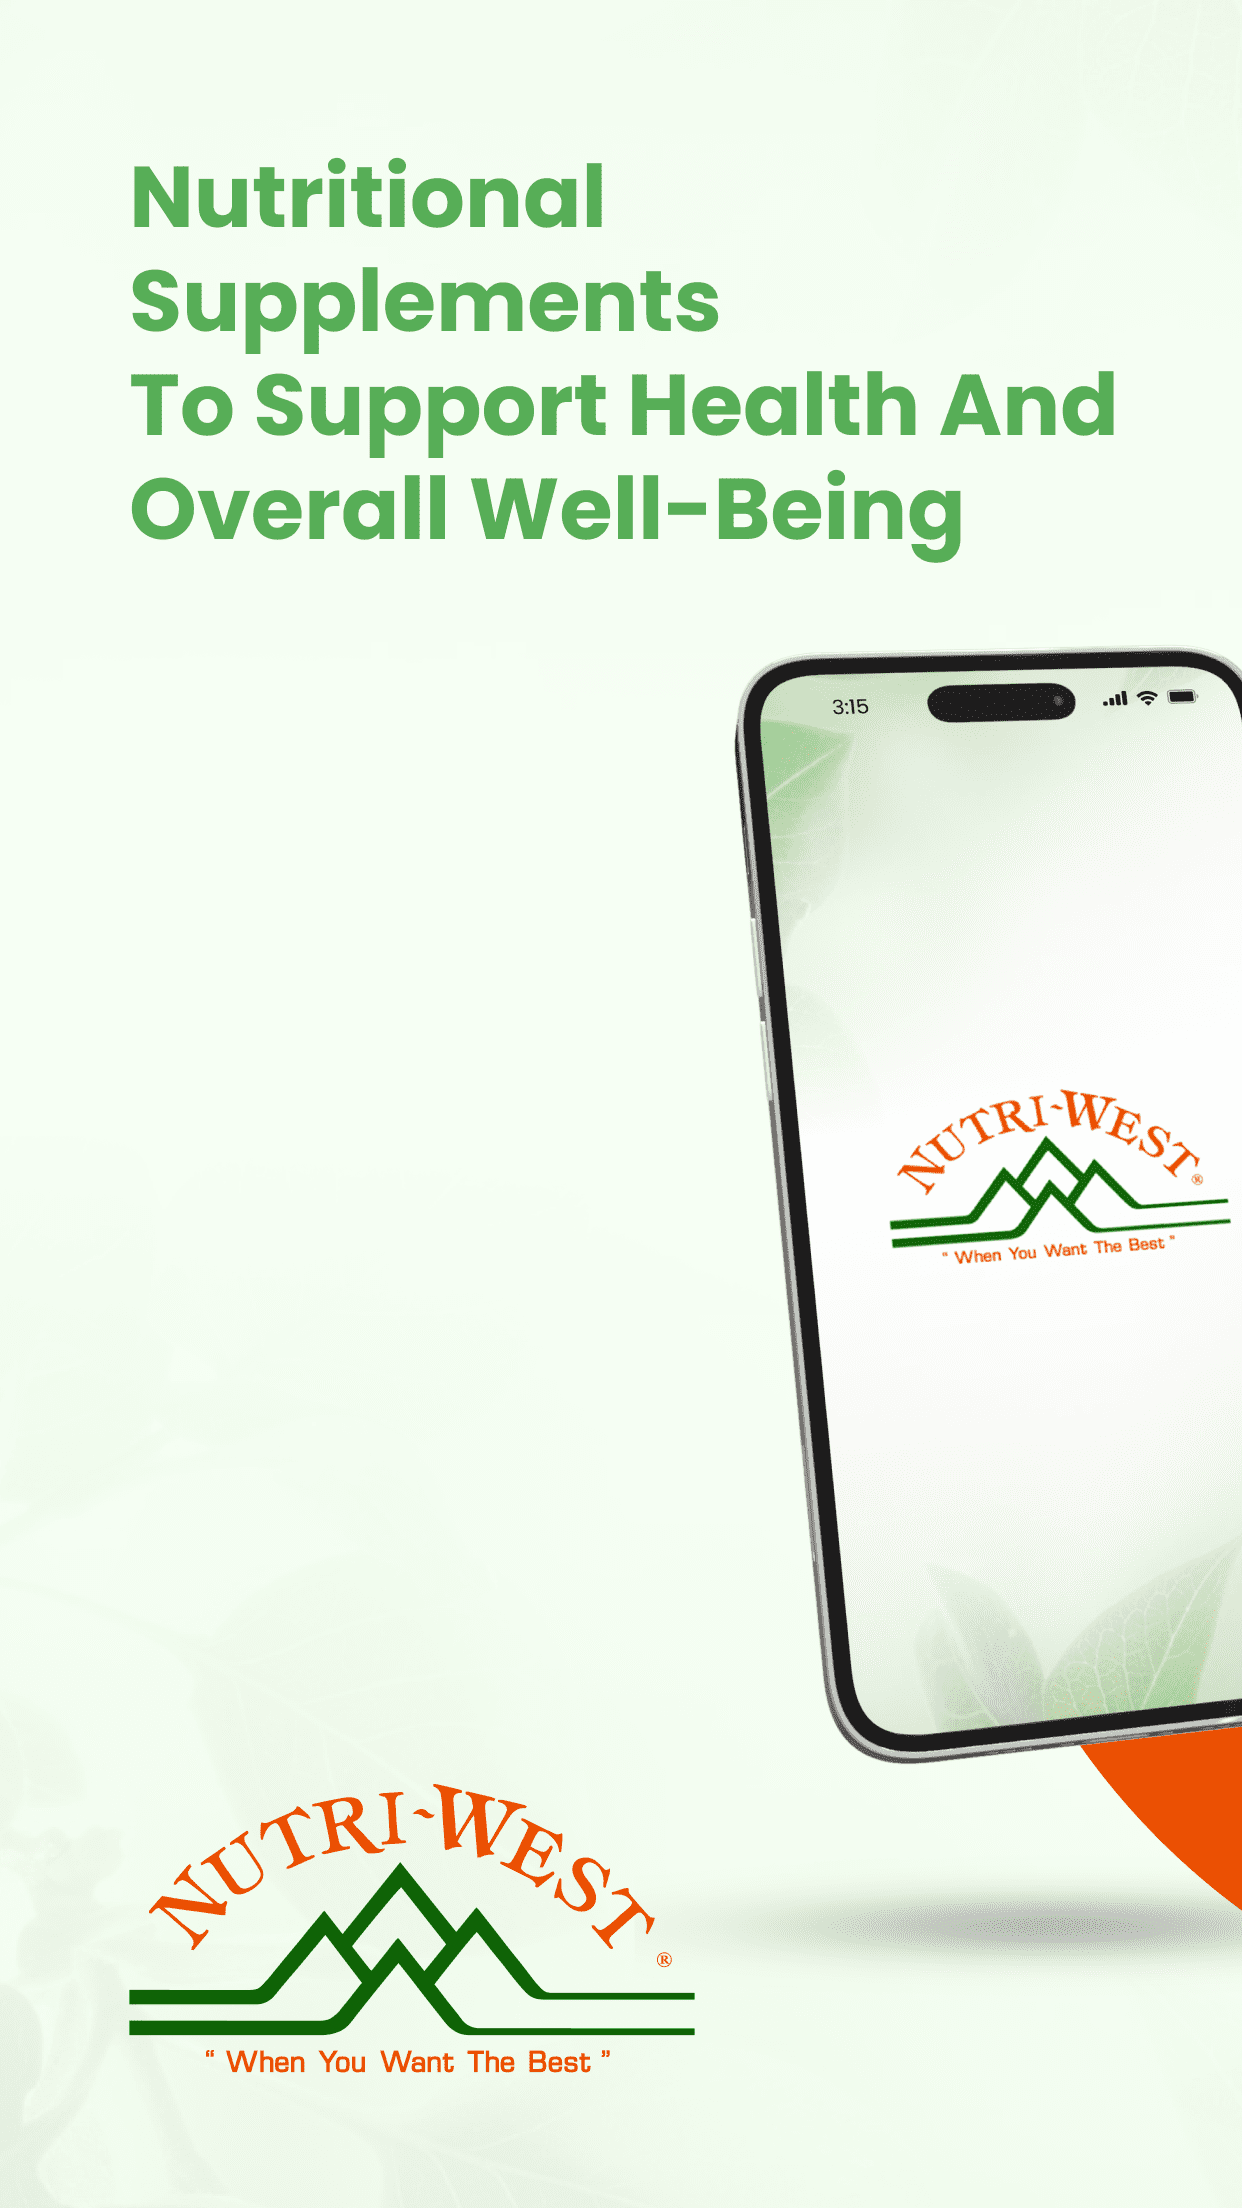 Nutritional
Supplements
To Support Health And
Overall Well-Being
3:15
NUTRI-WEST®
“ When You Want The Best ”
NUTRI-WEST®
“ When You Want The Best ”